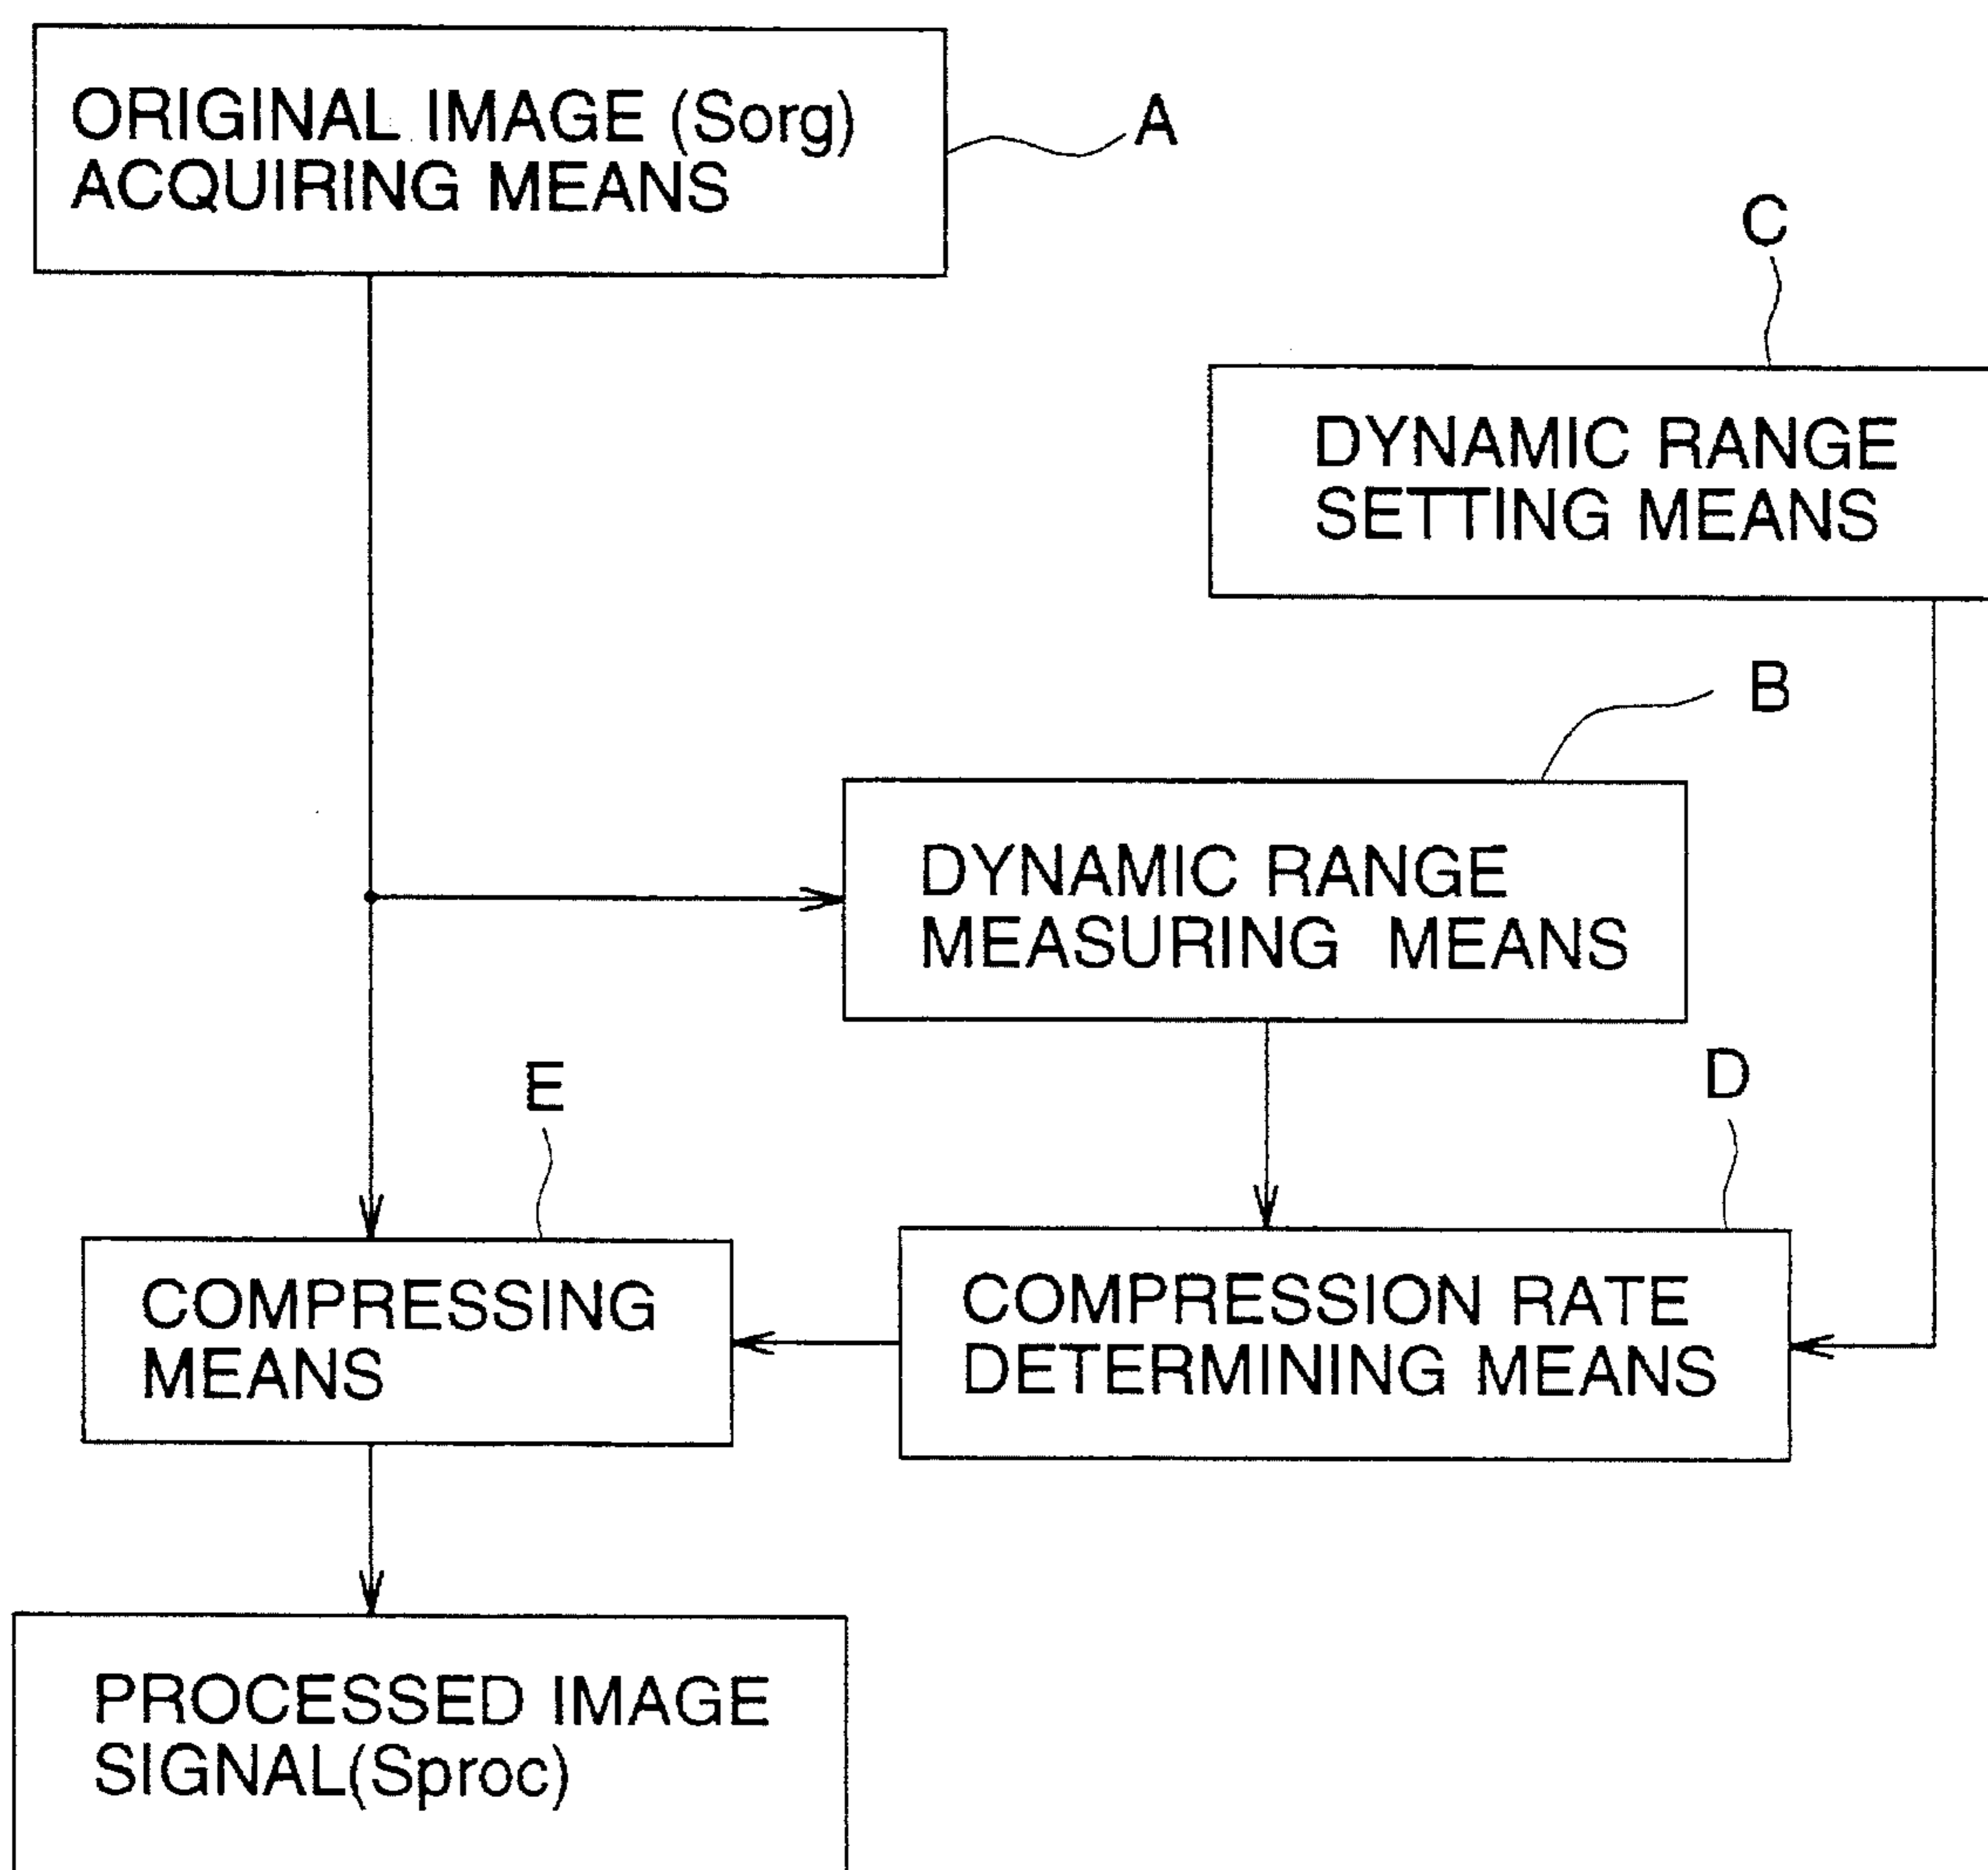 ORIGINAL IMAGE (Sorg)
ACQUIRING MEANS
A
C
DYNAMIC RANGE
SETTING MEANS
B
DYNAMIC RANGE
MEASURING MEANS
E
D
COMPRESSING
MEANS
COMPRESSION RATE
DETERMINING MEANS
PROCESSED IMAGE
SIGNAL(Sproc)